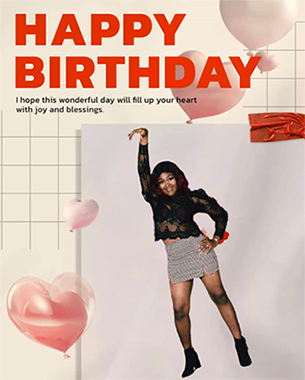 HAPPY
BIRTHDAY
I hope this wonderful day will fill up your heart
with joy and blessings.